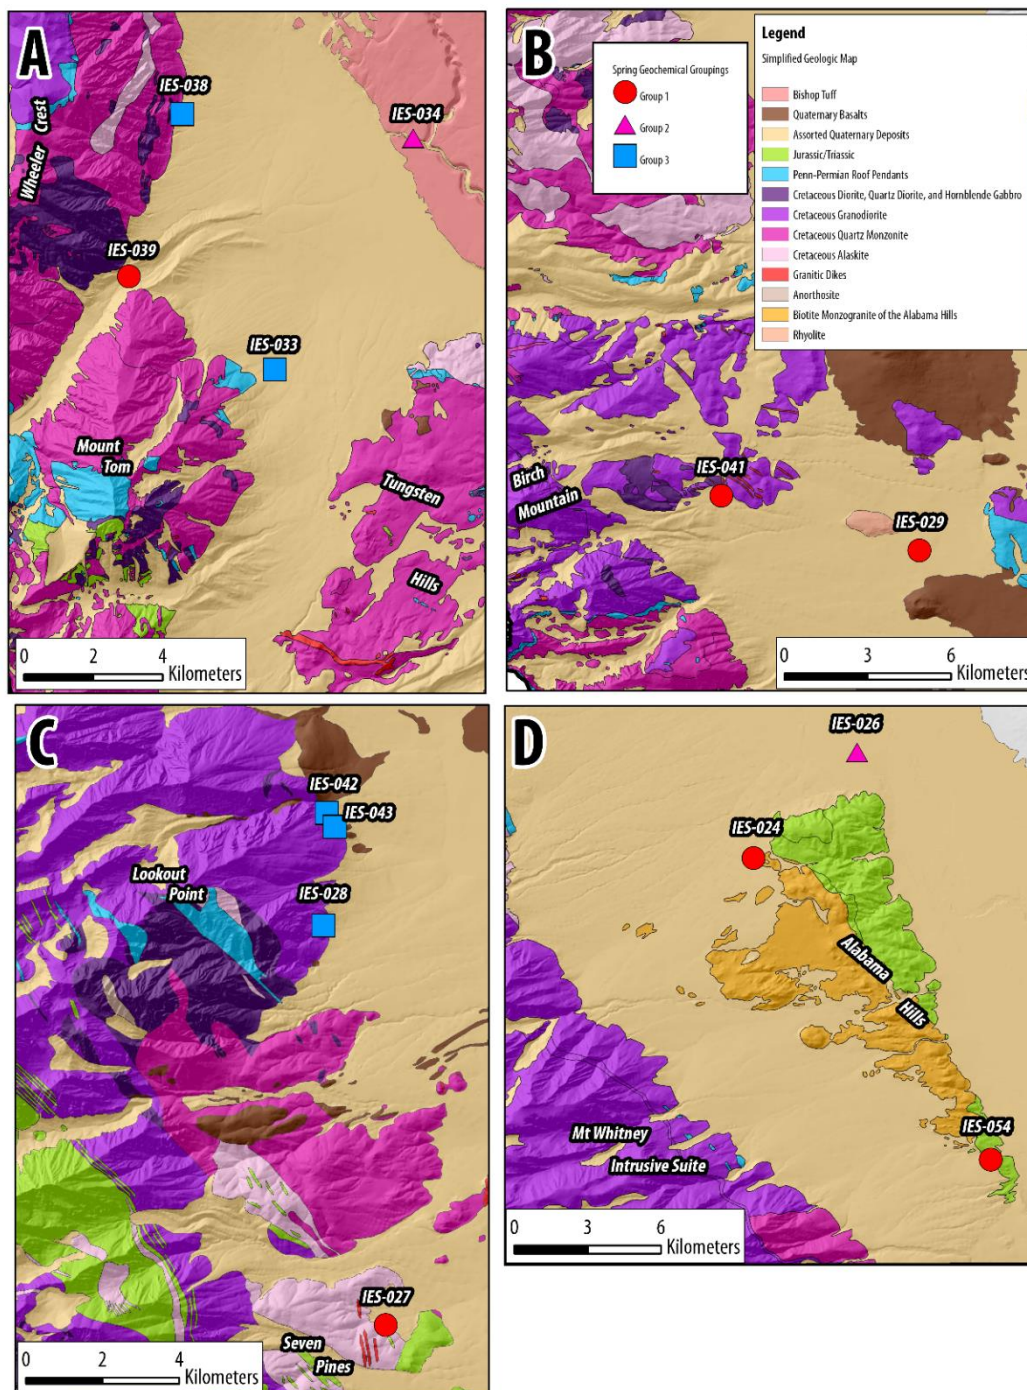 A
IES-038
IES-034
Wheeler Crest
IES-039
IES-033
Mount
Tom
Tungsten
Hills
0 2 4
Kilometers
B
Spring Geochemical Groupings
Group 1
Group 2
Group 3
Legend
Simplified Geologic Map
Bishop Tuff
Quaternary Basalts
Assorted Quaternary Deposits
Jurassic/Triassic
Penn-Permian Roof Pendants
Cretaceous Diorite, Quartz Diorite, and Hornblende Gabbro
Cretaceous Granodiorite
Cretaceous Quartz Monzonite
Cretaceous Alaskite
Granitic Dikes
Anorthosite
Biotite Monzogranite of the Alabama Hills
Rhyolite
IES-041
Birch
Mountain
IES-029
0 3 6
Kilometers
C
IES-042
IES-043
Lookout
Point
IES-028
IES-027
Seven
Pines
0 2 4
Kilometers
D
IES-026
IES-024
Alabama
Hills
IES-054
Mt Whitney
Intrusive Suite
0 3 6
Kilometers